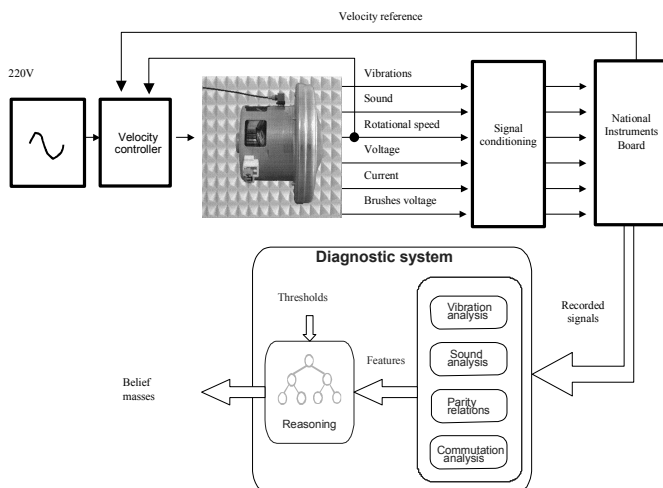 Velocity reference
220V
Velocity
controller
Vibrations
Sound
Rotational speed
Voltage
Current
Brushes voltage
Signal
conditioning
National
Instruments
Board
Diagnostic system
Thresholds
Reasoning
Features
Vibration
analysis
Sound
analysis
Parity
relations
Commutation
analysis
Recorded
signals
Belief
masses